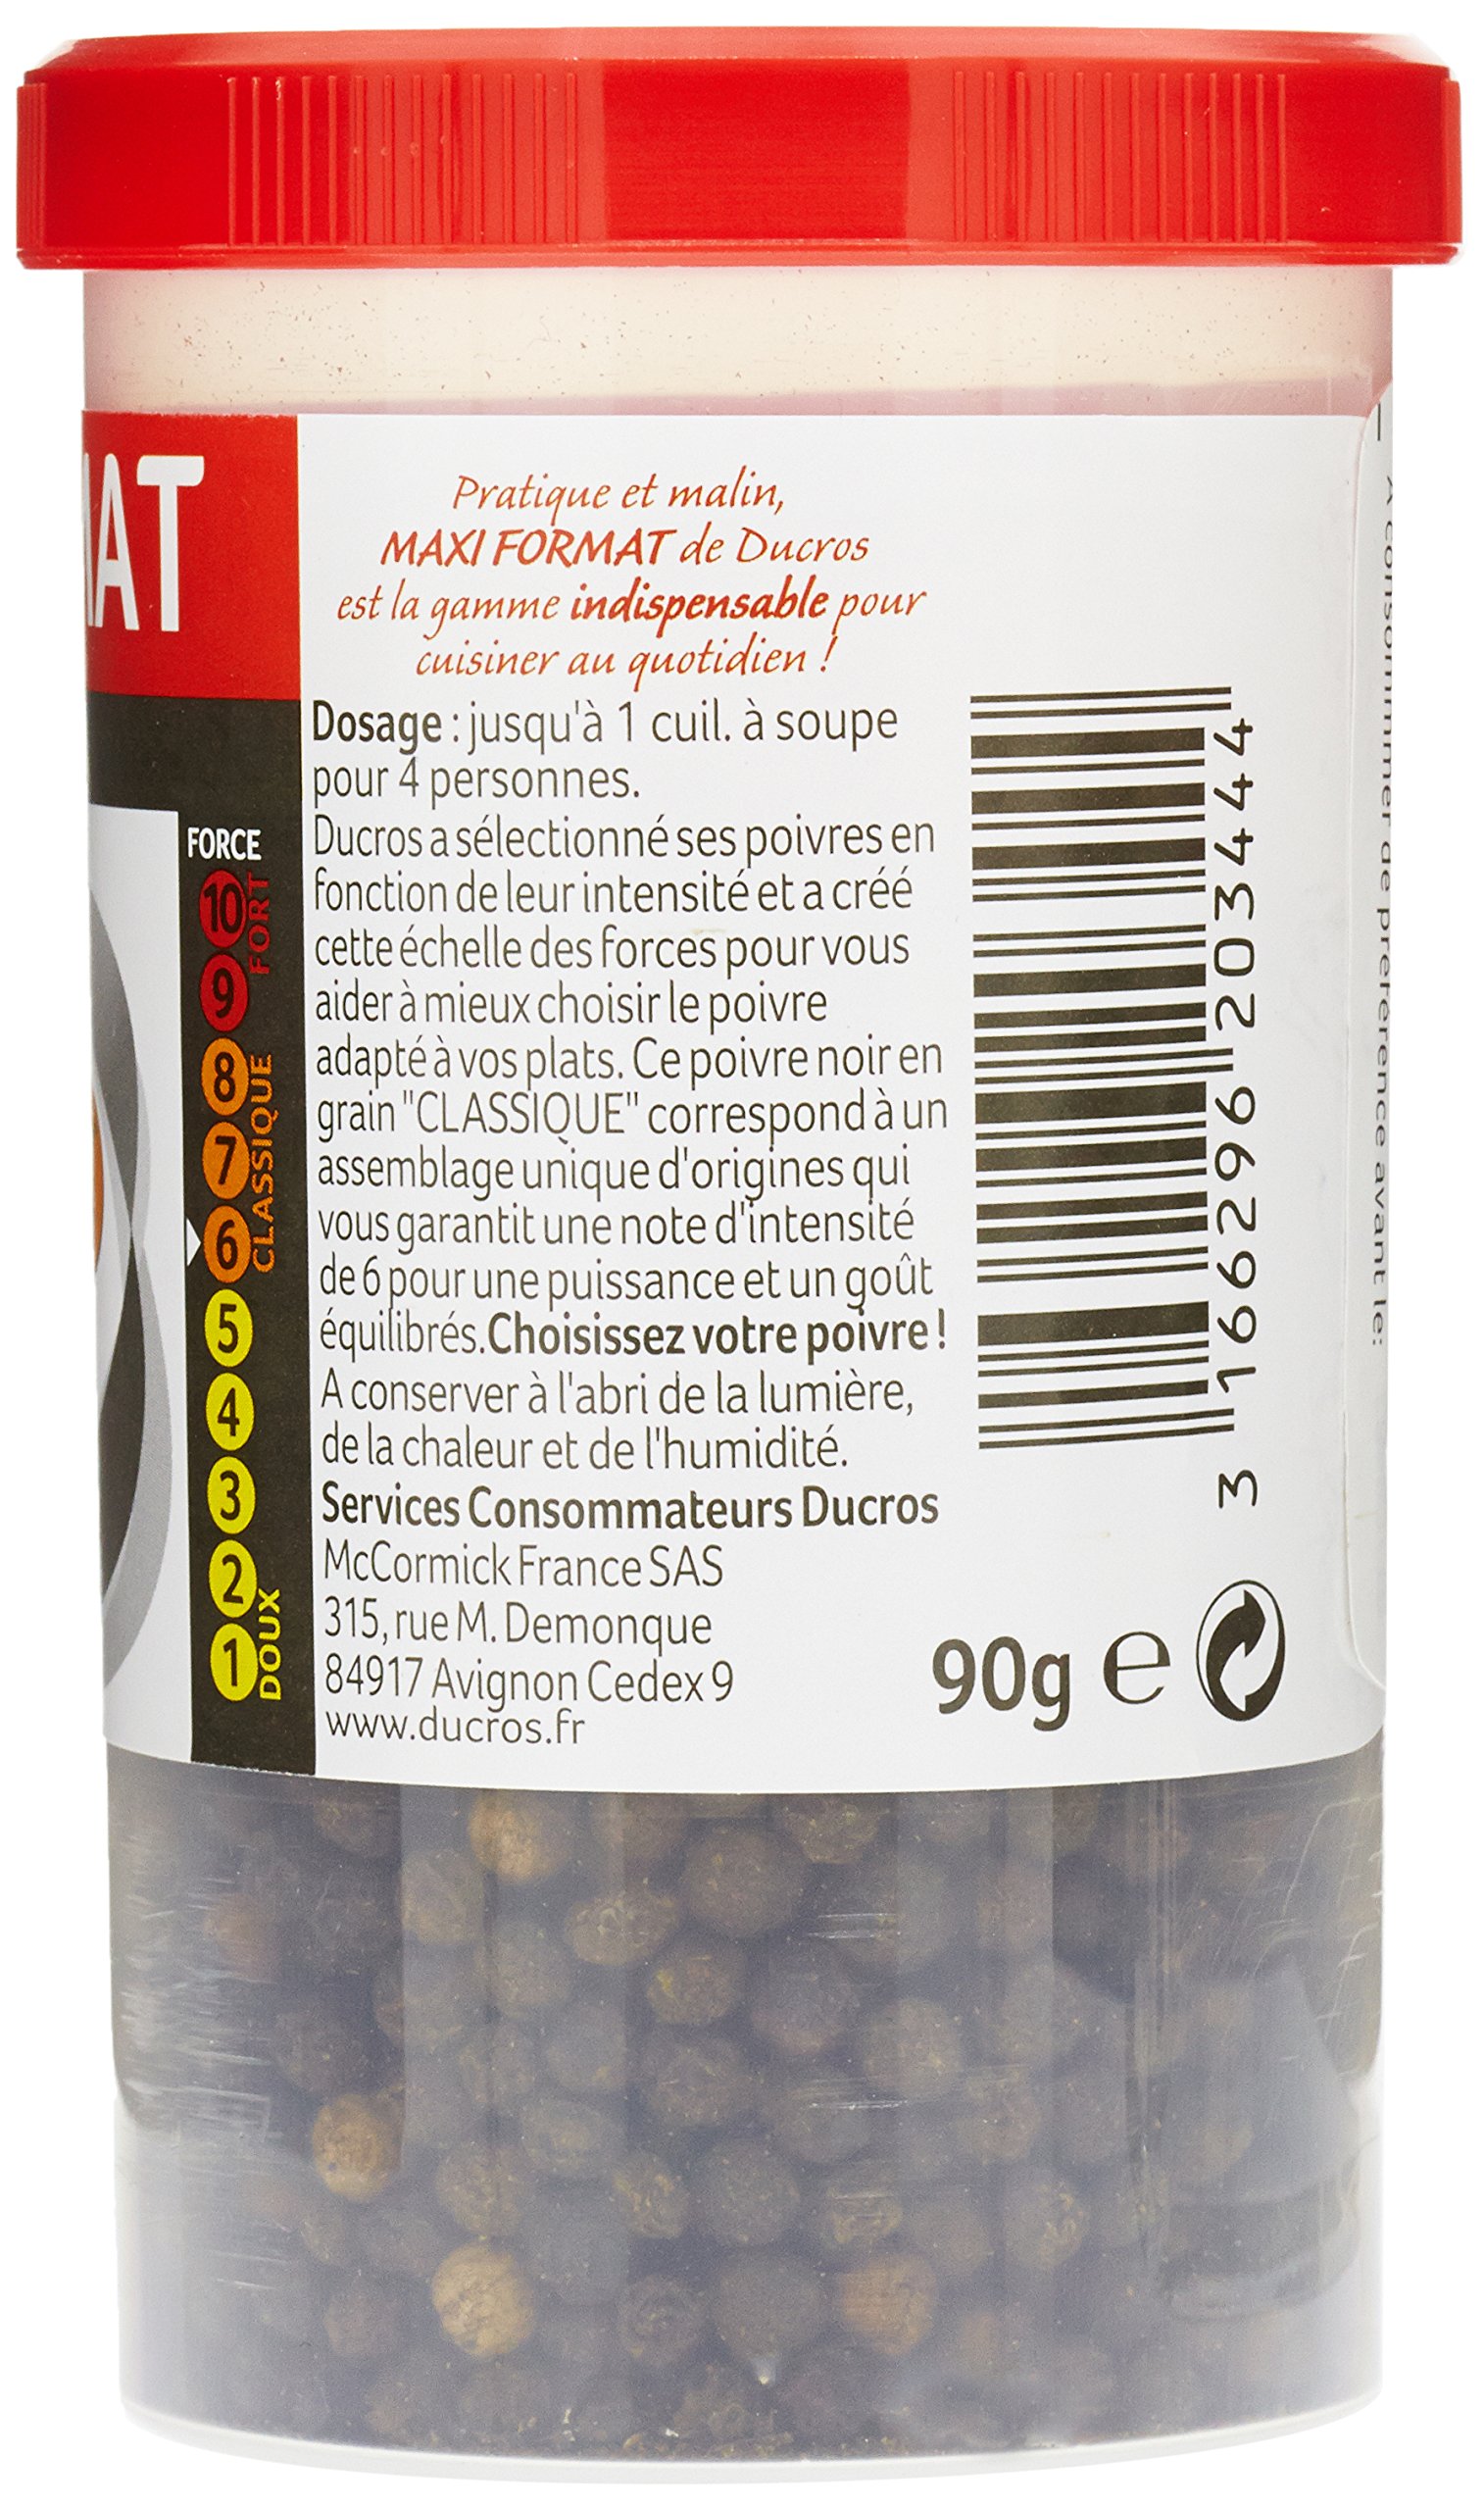 MAT
FORCE
10
9
8
7
6
5
4
3
2
1
FORT
CLASSIQUE
DOUX
Pratique et malin,
MAXI FORMAT de Ducros
est la gamme indispensable pour
cuisiner au quotidien !
Dosage : jusqu'à 1 cuil. à soupe
pour 4 personnes.
Ducros a sélectionné ses poivres en
fonction de leur intensité et a créé
cette échelle des forces pour vous
aider à mieux choisir le poivre
adapté à vos plats. Ce poivre noir en
grain "CLASSIQUE" correspond à un
assemblage unique d'origines qui
vous garantit une note d'intensité
de 6 pour une puissance et un goût
équilibrés. Choisissez votre poivre !
A conserver à l'abri de la lumière,
de la chaleur et de l'humidité.
Services Consommateurs Ducros
McCormick France SAS
315, rue M. Demonque
84917 Avignon Cedex 9
www.ducros.fr
3 166296 203444
90g e
A consommer de préférence avant le: